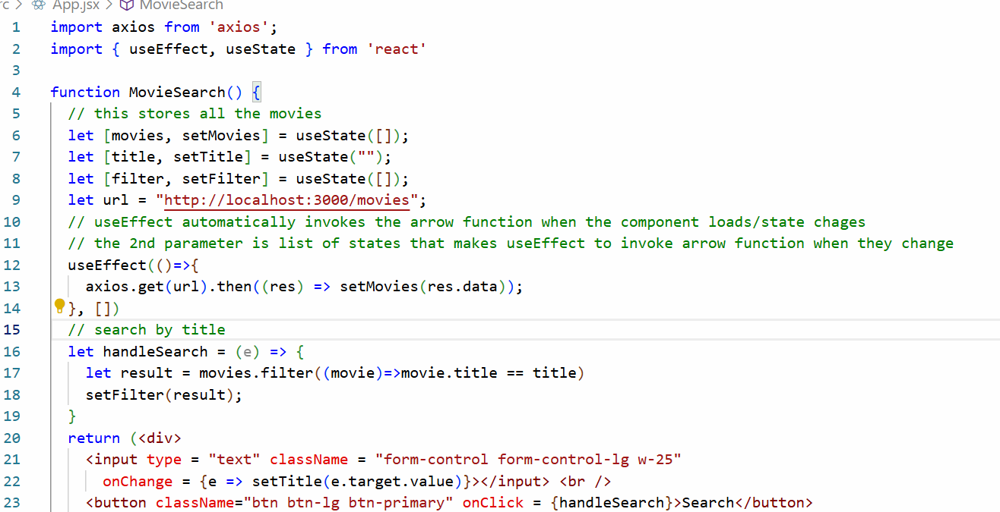 rc > App.jsx > MovieSearch
1 import axios from 'axios';
2 import { useEffect, useState } from 'react'
3
4 function MovieSearch() {
5 // this stores all the movies
6 let [movies, setMovies] = useState([]);
7 let [title, setTitle] = useState("");
8 let [filter, setFilter] = useState([]);
9 let url = "http://localhost:3000/movies";
10 // useEffect automatically invokes the arrow function when the component loads/state chages
11 // the 2nd parameter is list of states that makes useEffect to invoke arrow function when they change
12 useEffect(()=>{
13 axios.get(url).then((res) => setMovies(res.data));
14 }, [])
15 // search by title
16 let handleSearch = (e) => {
17 let result = movies.filter((movie)=>movie.title == title)
18 setFilter(result);
19 }
20 return (<div>
21 <input type = "text" className = "form-control form-control-lg w-25"
22 onChange = {e => setTitle(e.target.value)}></input> <br />
23 <button className="btn btn-lg btn-primary" onClick = {handleSearch}>Search</button>